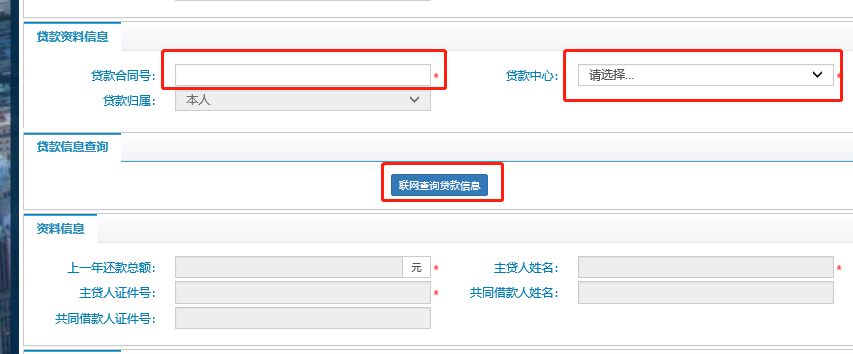 贷款资料信息
贷款合同号: * 贷款中心: 请选择... *
贷款归属: 本人
贷款信息查询
联网查询贷款信息
资料信息
上一年还款总额: 元 * 主贷人姓名: *
主贷人证件号: * 共同借款人姓名:
共同借款人证件号: